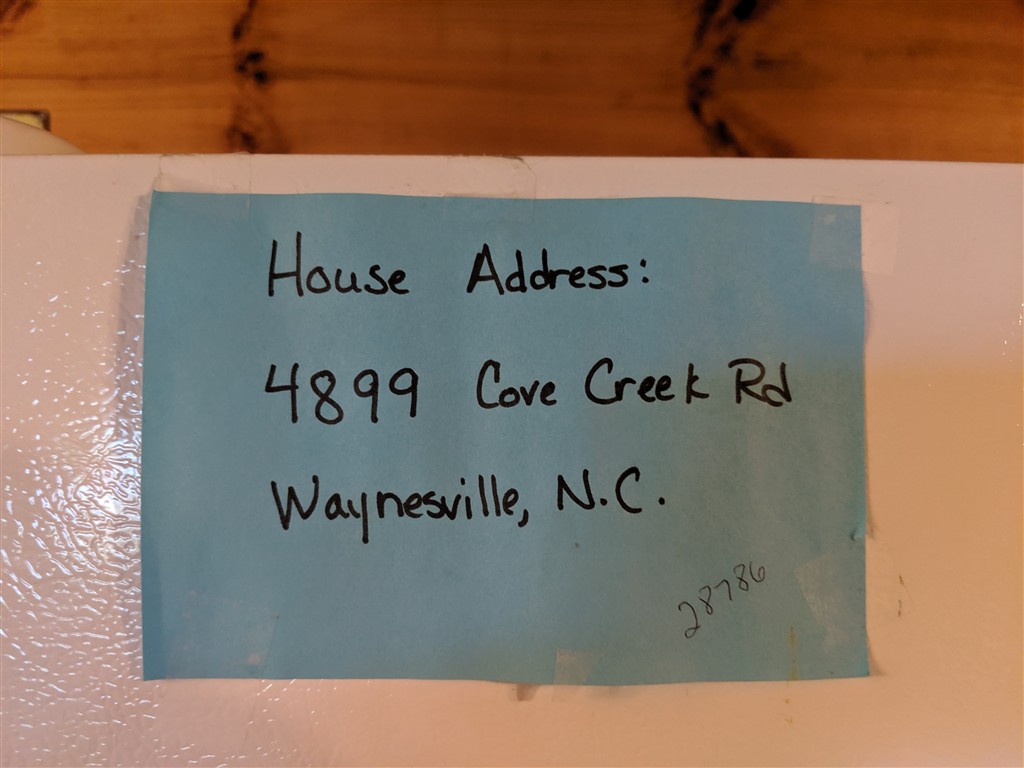 House Address:
4899 Cove Creek Rd
Waynesville, N.C.
28786